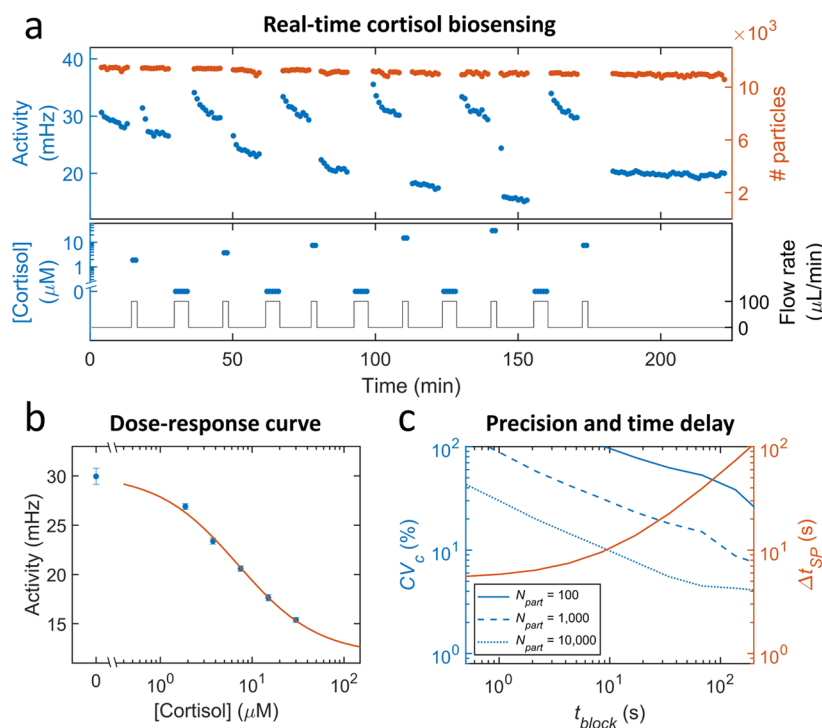 a
Real-time cortisol biosensing
×10³
Activity
(mHz)
40
30
20
10
6
2
# particles
[Cortisol]
(µM)
10
1
0
Flow rate
(µL/min)
100
0
0
50
100
150
200
Time (min)
b
Dose-response curve
Activity (mHz)
30
25
20
15
0
10⁰
10¹
10²
[Cortisol] (µM)
c
Precision and time delay
CV_c (%)
10²
10¹
10⁰
10²
10¹
10⁰
Δt_SP (s)
N_part = 100
N_part = 1,000
N_part = 10,000
10⁰
10¹
10²
t_block (s)